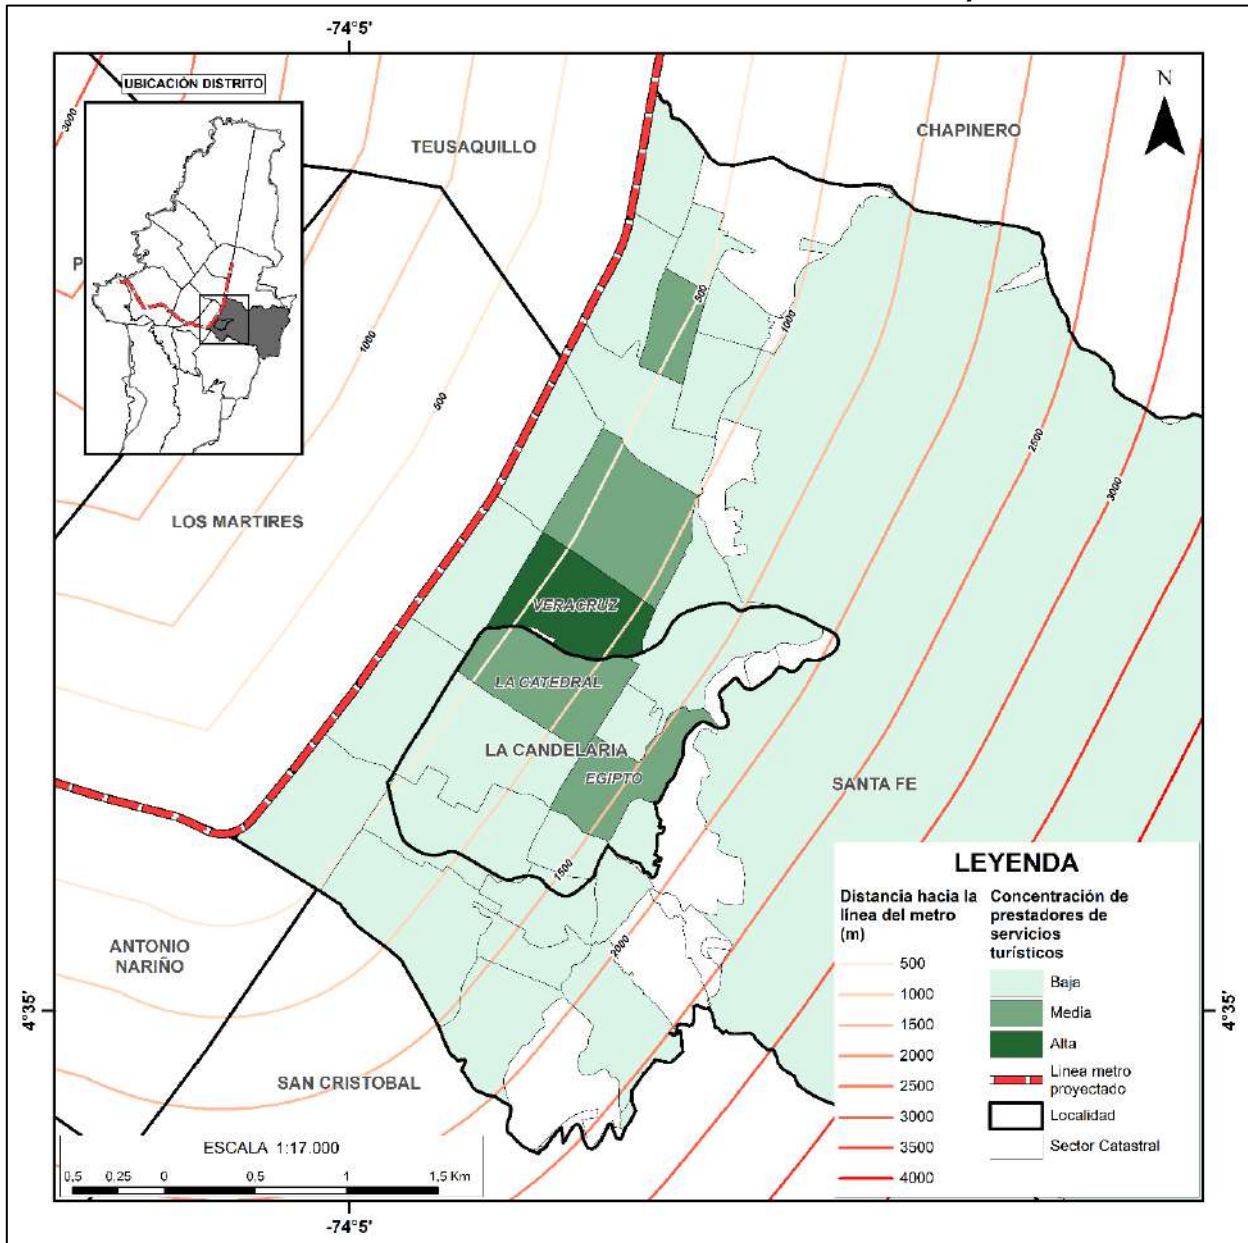 -74°5'
UBICACIÓN DISTRITO
N
3000
TEUSAQUILLO
CHAPINERO
P
500
1000
1000
500
2500
3000
LOS MARTIRES
VERACRUZ
LA CATEDRAL
LA CANDELARIA
EGIPTO
SANTA FE
1500
2000
ANTONIO
NARIÑO
4°35'
4°35'
SAN CRISTOBAL
ESCALA 1:17.000
0,5 0,25 0 0,5 1 1,5 Km
LEYENDA
Distancia hacia la
línea del metro
(m)
500
1000
1500
2000
2500
3000
3500
4000
Concentración de
prestadores de
servicios
turísticos
Baja
Media
Alta
Linea metro
proyectado
Localidad
Sector Catastral
-74°5'